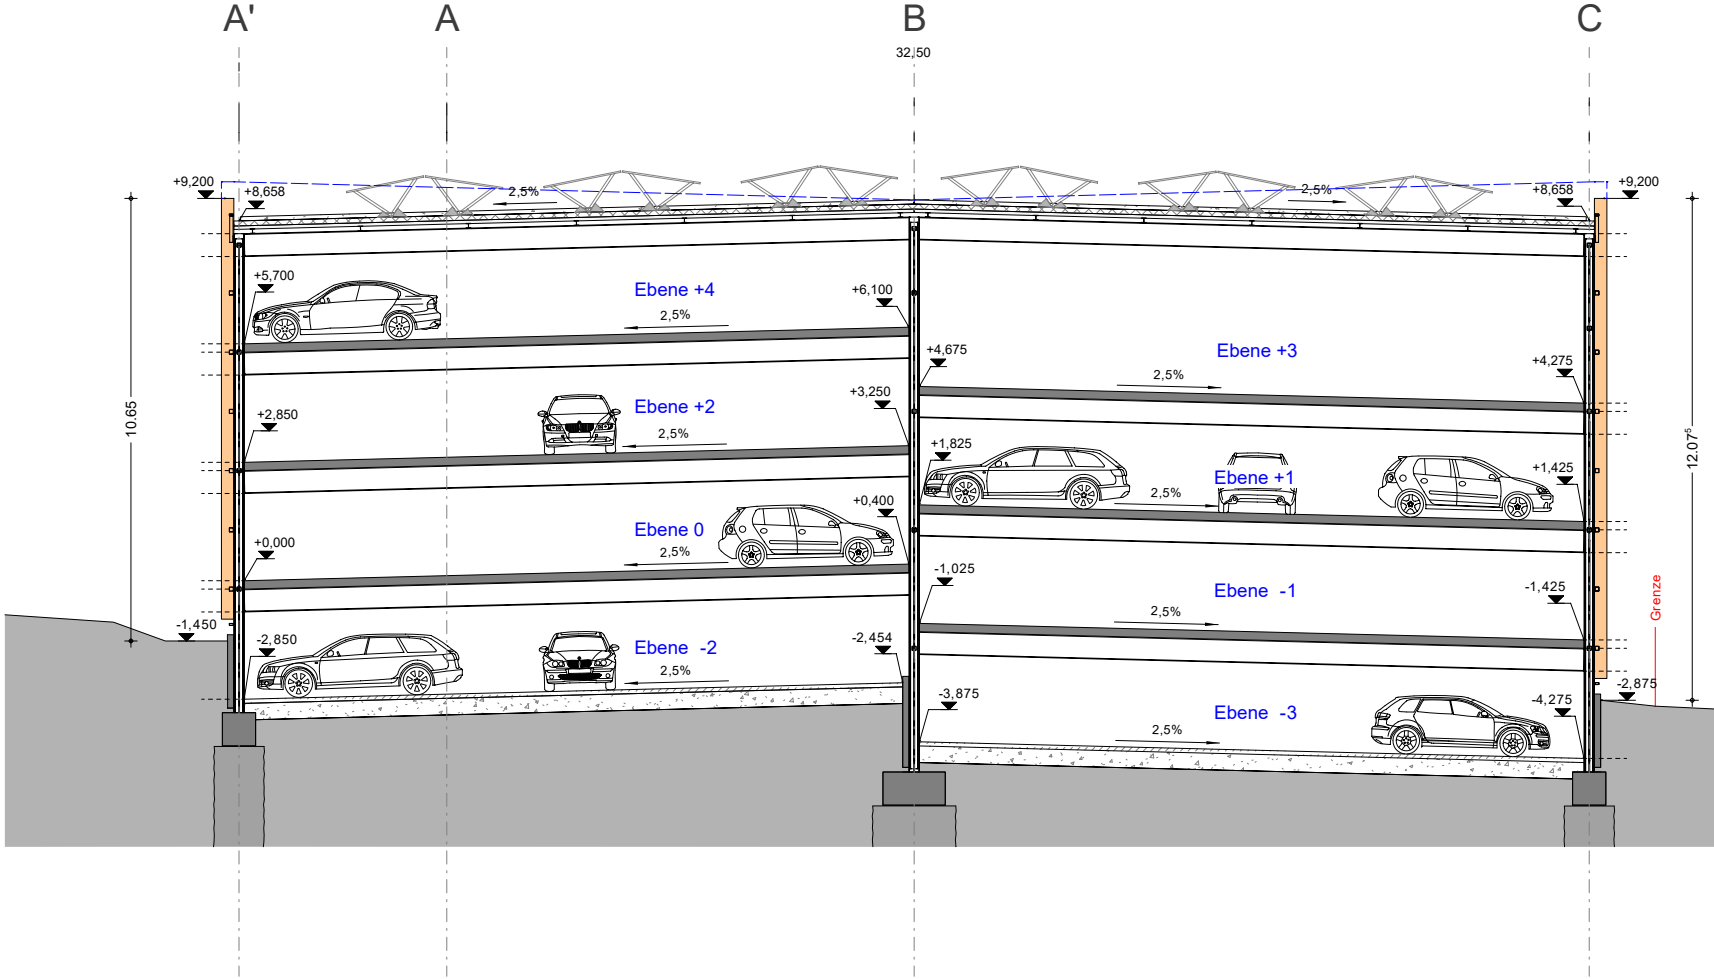 A' A B C
32,50
+9,200 +8,658 2,5% 2,5% +8,658 +9,200
+5,700 Ebene +4 +6,100
2,5%
Ebene +3
+4,675 +4,275
2,5%
10.65
+2,850 Ebene +2 +3,250
2,5%
12.07⁵
+1,825 Ebene +1 +1,425
2,5%
+0,000 Ebene 0 +0,400
2,5%
-1,025 Ebene -1 -1,425
2,5%
Grenze
-1,450
-2,850 Ebene -2 -2,454
2,5%
-2,875
-3,875 Ebene -3 -4,275
2,5%